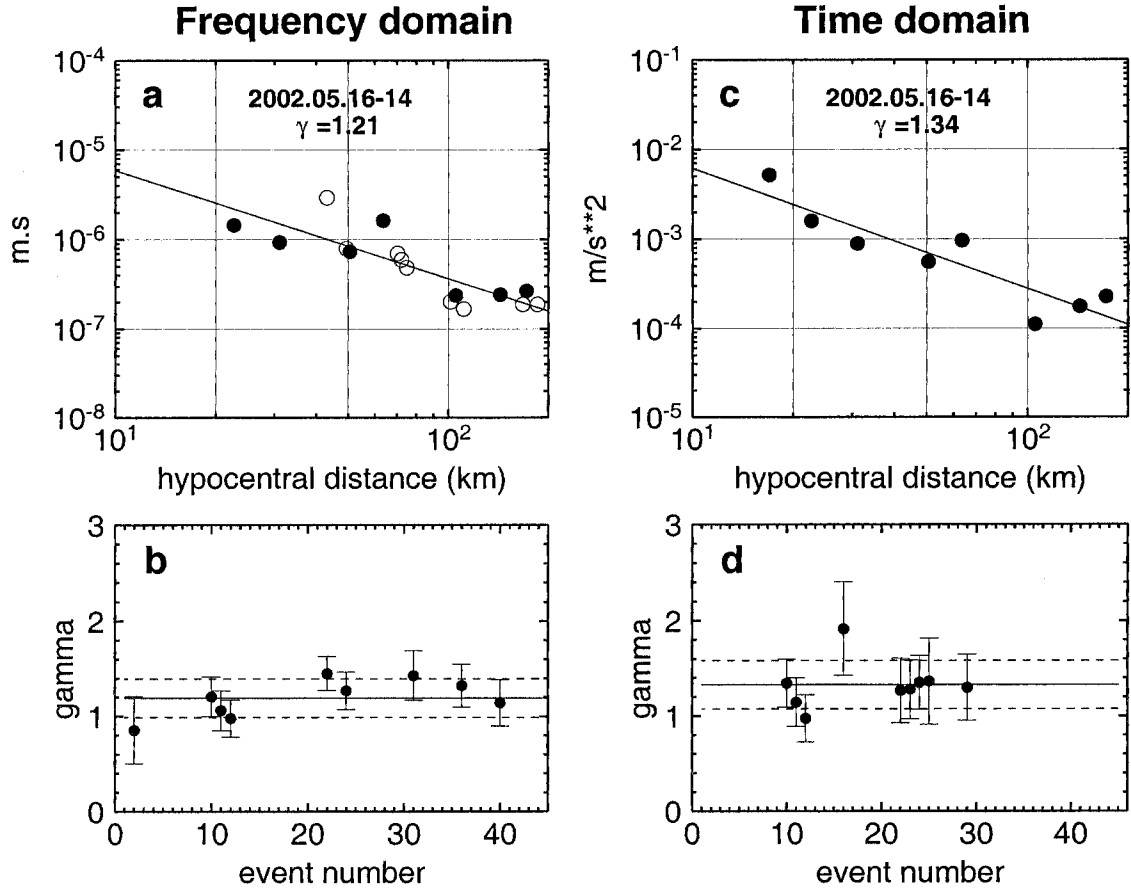 Frequency domain
Time domain
a
2002.05.16-14
γ =1.21
10^-4
10^-5
10^-6
10^-7
10^-8
m.s
10^1
10^2
hypocentral distance (km)
c
2002.05.16-14
γ =1.34
10^-1
10^-2
10^-3
10^-4
10^-5
m/s**2
10^1
10^2
hypocentral distance (km)
b
3
2
1
0
gamma
0 10 20 30 40
event number
d
3
2
1
0
gamma
0 10 20 30 40
event number